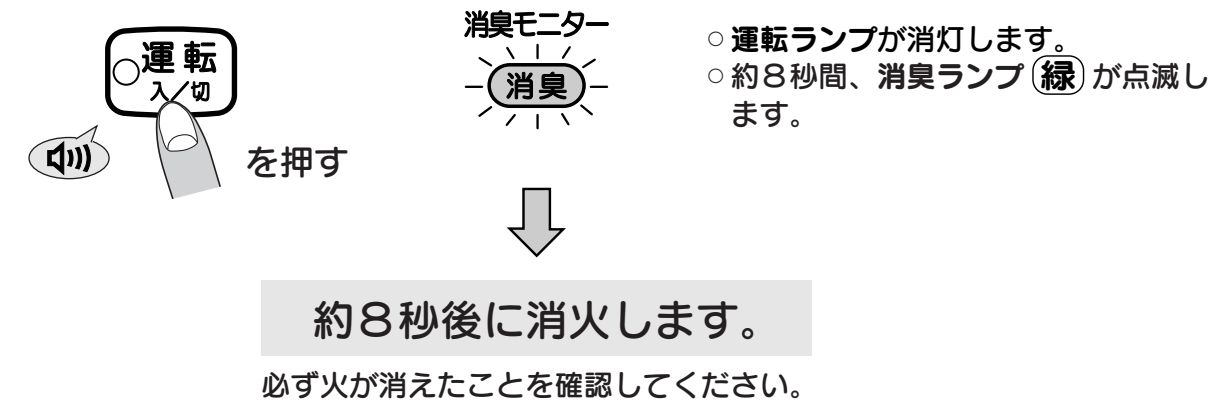 運転
入/切
を押す
消臭モニター
消臭
○運転ランプが消灯します。
○約8秒間、消臭ランプ(緑)が点滅し
ます。
約8秒後に消火します。
必ず火が消えたことを確認してください。